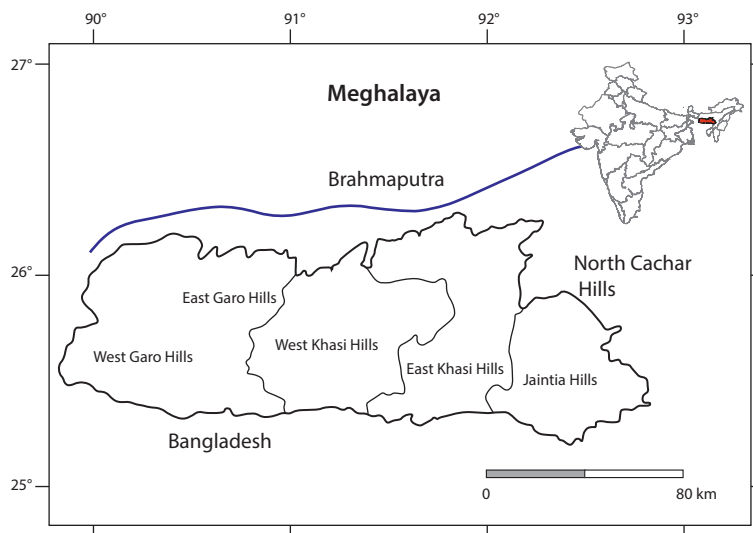 90° 91° 92° 93°
27°
Meghalaya
Brahmaputra
26°
North Cachar
Hills
East Garo Hills
West Khasi Hills
West Garo Hills
East Khasi Hills
Jaintia Hills
Bangladesh
25°
0 80 km